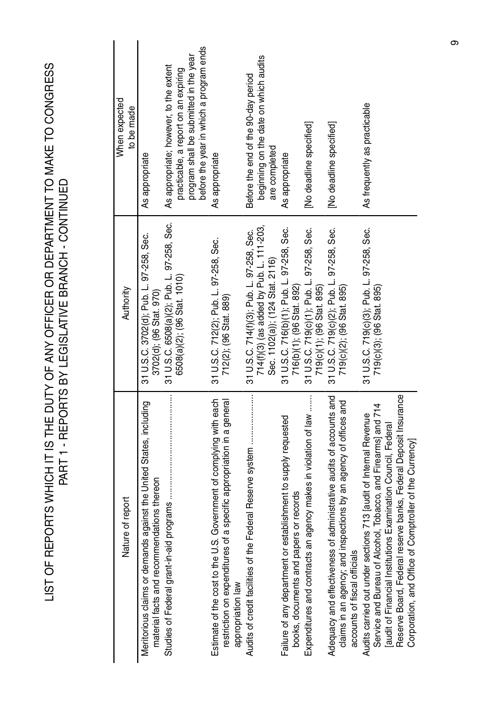 LIST OF REPORTS WHICH IT IS THE DUTY OF ANY OFFICER OR DEPARTMENT TO MAKE TO CONGRESS
PART 1 - REPORTS BY LEGISLATIVE BRANCH - CONTINUED
Nature of report
Authority
When expected
to be made
Meritorious claims or demands against the United States, including
material facts and recommendations thereon
31 U.S.C. 3702(d); Pub. L. 97-258, Sec.
3702(d); (96 Stat. 970)
As appropriate
Studies of Federal grant-in-aid programs
31 U.S.C. 6508(a)(2); Pub. L. 97-258, Sec.
6508(a)(2); (96 Stat. 1010)
As appropriate; however, to the extent
practicable, a report on an expiring
program shall be submitted in the year
before the year in which a program ends
Estimate of the cost to the U.S. Government of complying with each
restriction on expenditures of a specific appropriation in a general
appropriation law
31 U.S.C. 712(2); Pub. L. 97-258, Sec.
712(2); (96 Stat. 889)
As appropriate
Audits of credit facilities of the Federal Reserve system
31 U.S.C. 714(f)(3); Pub. L. 97-258, Sec.
714(f)(3) (as added by Pub. L. 111-203,
Sec. 1102(a)); (124 Stat. 2116)
Before the end of the 90-day period
beginning on the date on which audits
are completed
Failure of any department or establishment to supply requested
books, documents and papers or records
31 U.S.C. 716(b)(1); Pub. L. 97-258, Sec.
716(b)(1); (96 Stat. 892)
As appropriate
Expenditures and contracts an agency makes in violation of law
31 U.S.C. 719(c)(1); Pub. L. 97-258, Sec.
719(c)(1); (96 Stat. 895)
[No deadline specified]
Adequacy and effectiveness of administrative audits of accounts and
claims in an agency; and inspections by an agency of offices and
accounts of fiscal officials
31 U.S.C. 719(c)(2); Pub. L. 97-258, Sec.
719(c)(2); (96 Stat. 895)
[No deadline specified]
Audits carried out under sections 713 [audit of Internal Revenue
Service and Bureau of Alcohol, Tobacco, and Firearms] and 714
[audit of Financial Institutions Examination Council, Federal
Reserve Board, Federal reserve banks, Federal Deposit Insurance
Corporation, and Office of Comptroller of the Currency]
31 U.S.C. 719(c)(3); Pub. L. 97-258, Sec.
719(c)(3); (96 Stat. 895)
As frequently as practicable
9